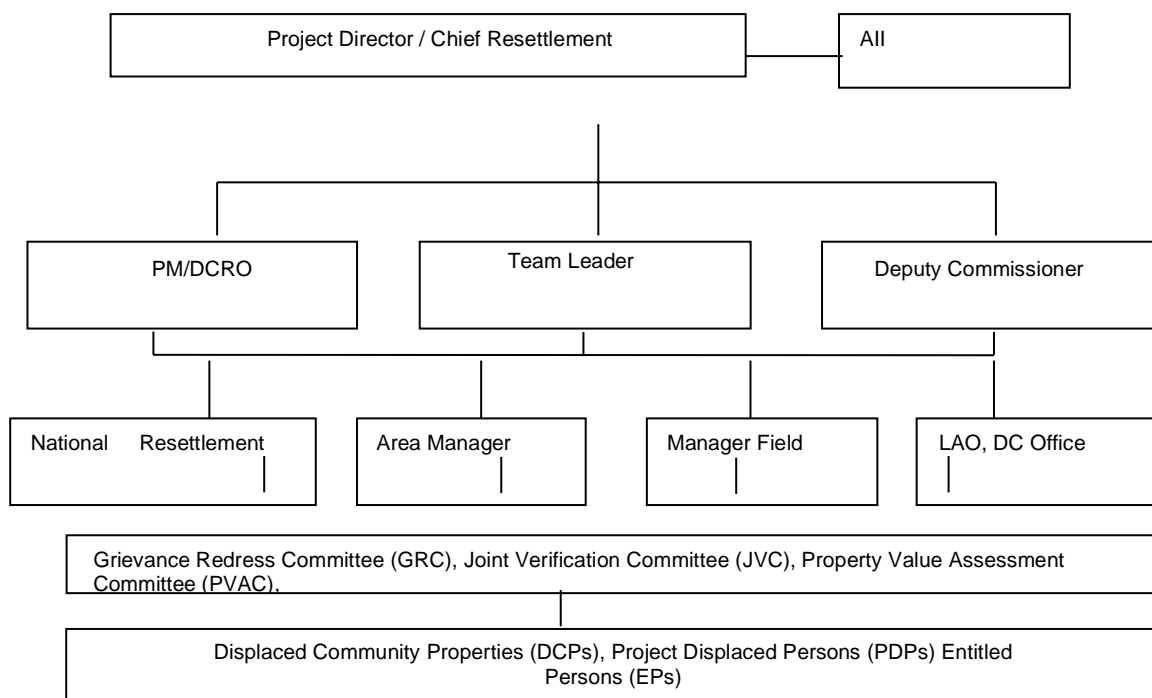 Project Director / Chief Resettlement
AII
PM/DCRO
Team Leader
Deputy Commissioner
National Resettlement
Area Manager
Manager Field
LAO, DC Office
Grievance Redress Committee (GRC), Joint Verification Committee (JVC), Property Value Assessment
Committee (PVAC),
Displaced Community Properties (DCPs), Project Displaced Persons (PDPs) Entitled
Persons (EPs)